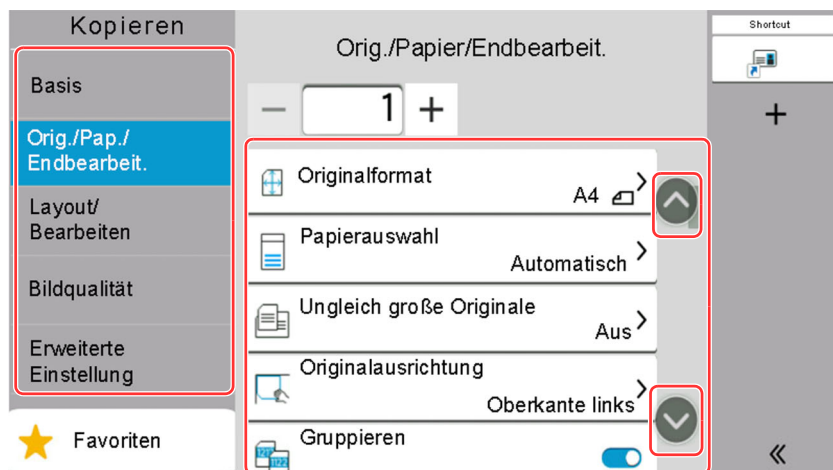 Kopieren
Basis
Orig./Pap./
Endbearbeit.
Layout/
Bearbeiten
Bildqualität
Erweiterte
Einstellung
Favoriten
Orig./Papier/Endbearbeit.
1
Originalformat
A4
Papierauswahl
Automatisch
Ungleich große Originale
Aus
Originalausrichtung
Oberkante links
Gruppieren
Shortcut